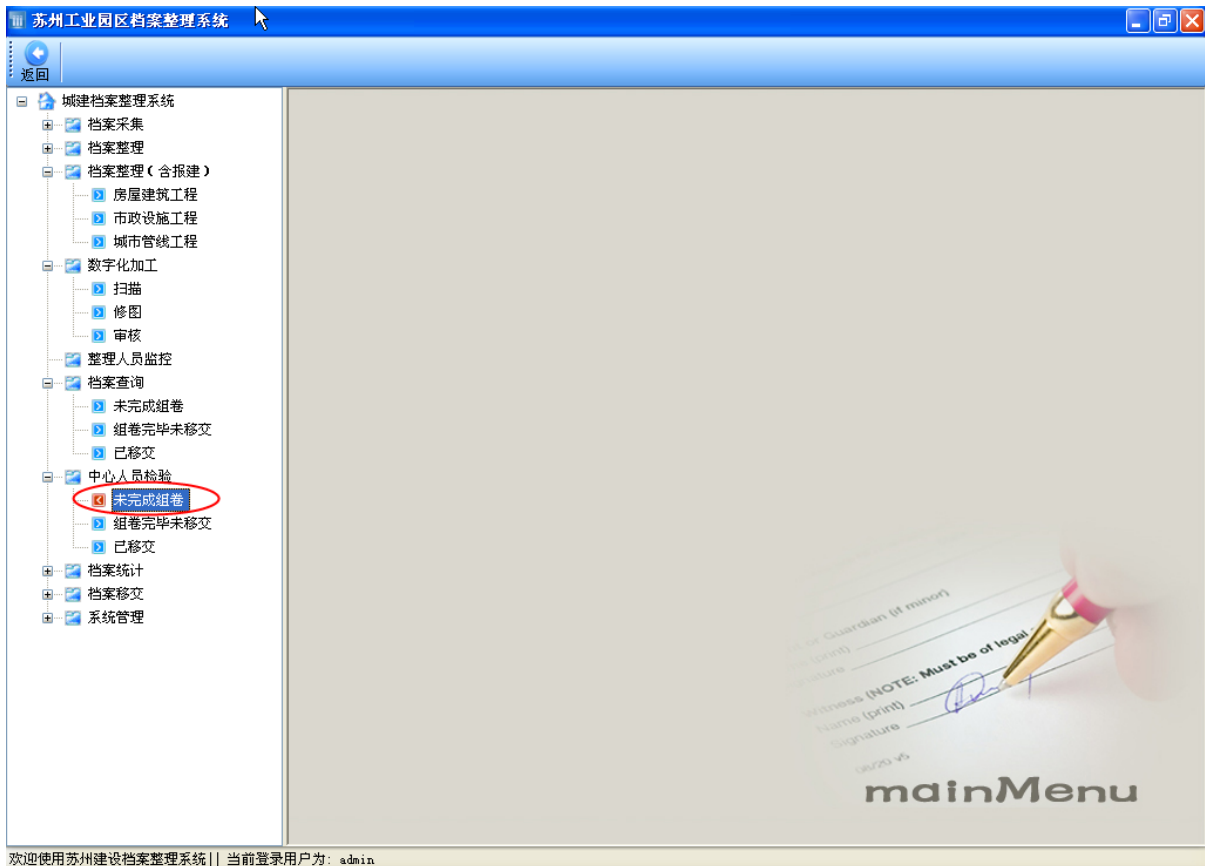 苏州工业园区档案整理系统
返回
城建档案整理系统
档案采集
档案整理
档案整理(含报建)
房屋建筑工程
市政设施工程
城市管线工程
数字化加工
扫描
修图
审核
整理人员监控
档案查询
未完成组卷
组卷完毕未移交
已移交
中心人员检验
未完成组卷
组卷完毕未移交
已移交
档案统计
档案移交
系统管理
or Guardian (if minor)
(print)
Signature
Witness (NOTE: Must be of legal
Name (print)
Signature
06/20 v5
mainMenu
欢迎使用苏州建设档案整理系统|| 当前登录用户为: admin